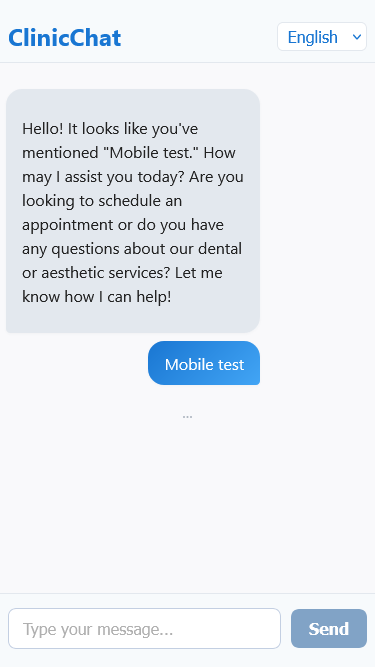 ClinicChat
English
Hello! It looks like you've
mentioned "Mobile test." How
may I assist you today? Are you
looking to schedule an
appointment or do you have
any questions about our dental
or aesthetic services? Let me
know how I can help!
Mobile test
...
Type your message...
Send